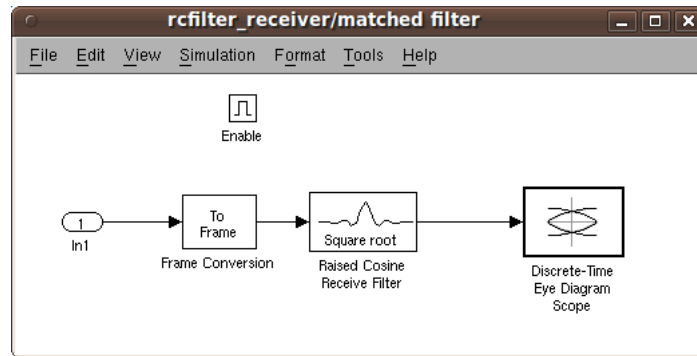 rcfilter_receiver/matched filter
File Edit View Simulation Format Tools Help
Enable
1
In1
To
Frame
Frame Conversion
Square root
Raised Cosine
Receive Filter
Discrete-Time
Eye Diagram
Scope